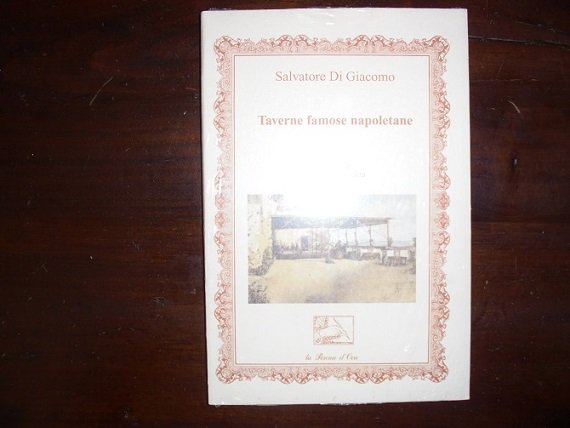 Salvatore Di Giacomo
Taverne famose napoletane